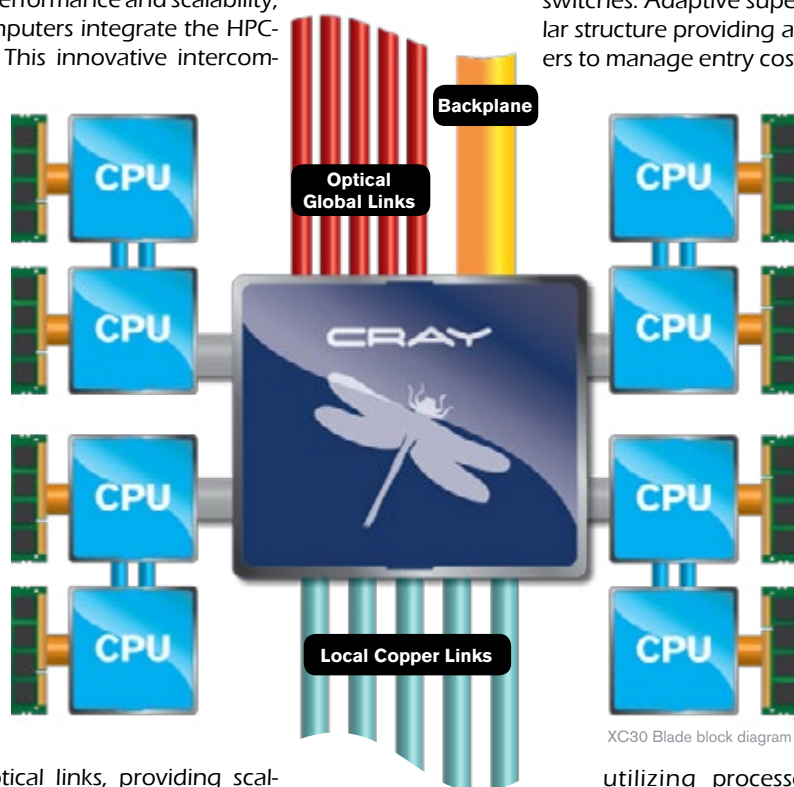 erformance and scalability,
mputers integrate the HPC-
This innovative intercom-
switches. Adaptive supe
lar structure providing a
ers to manage entry cos
Backplane
Optical
Global Links
CPU
CPU
CPU
CPU
CRAY
CPU
CPU
CPU
CPU
Local Copper Links
XC30 Blade block diagram
ptical links, providing scal-
utilizing process